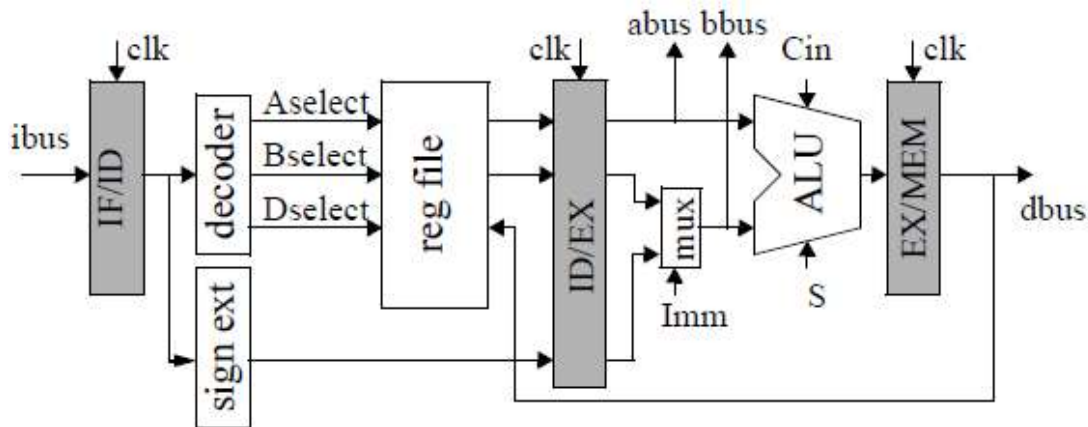 clk
clk
abus
bbus
Cin
clk
ibus
IF/ID
decoder
Aselect
Bselect
Dselect
reg file
ID/EX
mux
ALU
EX/MEM
dbus
Imm
S
sign ext